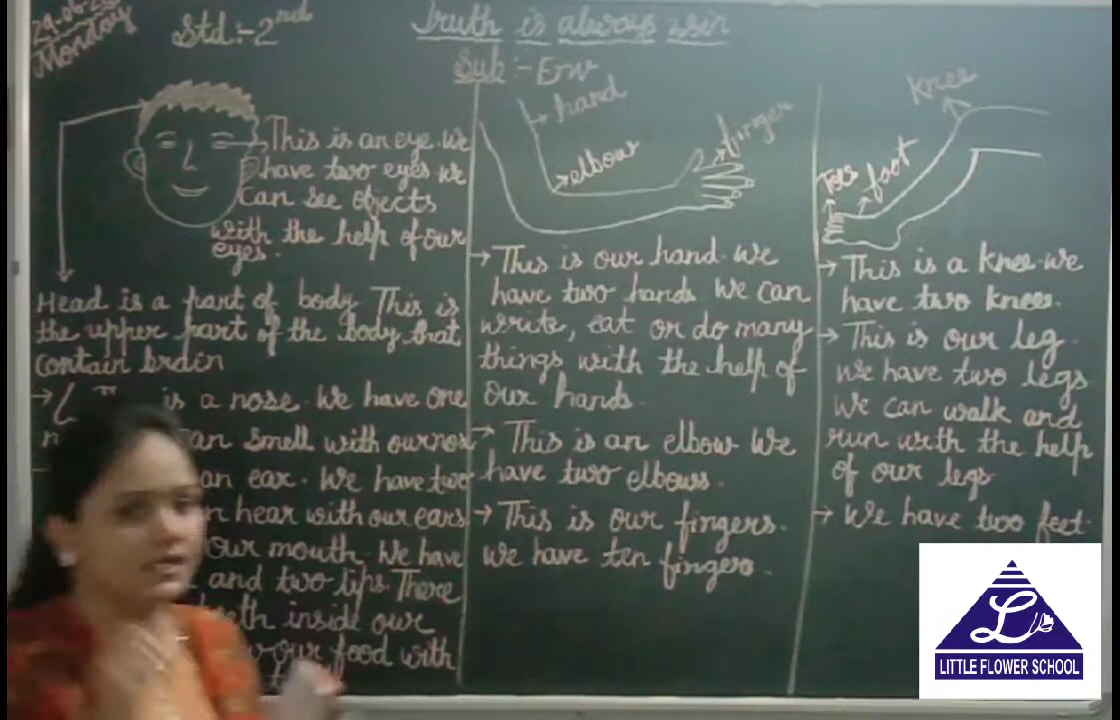 Monday
Std:-2nd
Truth is always win
Sub:-Env
This is an eye. We
have two eyes we
can see objects
with the help of our
eyes.
Head is a part of body This is
the upper part of the body that
contain brain
is a nose. We have one
an smell with our nos
an ear. We have two
n hear with our ears
our mouth. We have
and two lips. There
teeth inside our
our food with
hand
elbow
finger
→ This is our hand. We
have two hands We can
write, eat or do many
things with the help of
our hands.
→ This is an elbow We
have two elbows.
→ This is our fingers.
we have ten fingers.
Knee
Toes
foot
→ This is a knee. We
have two knees.
→ This is our leg.
We have two legs
We can walk and
run with the help
of our legs
→ We have two feet.
LITTLE FLOWER SCHOOL